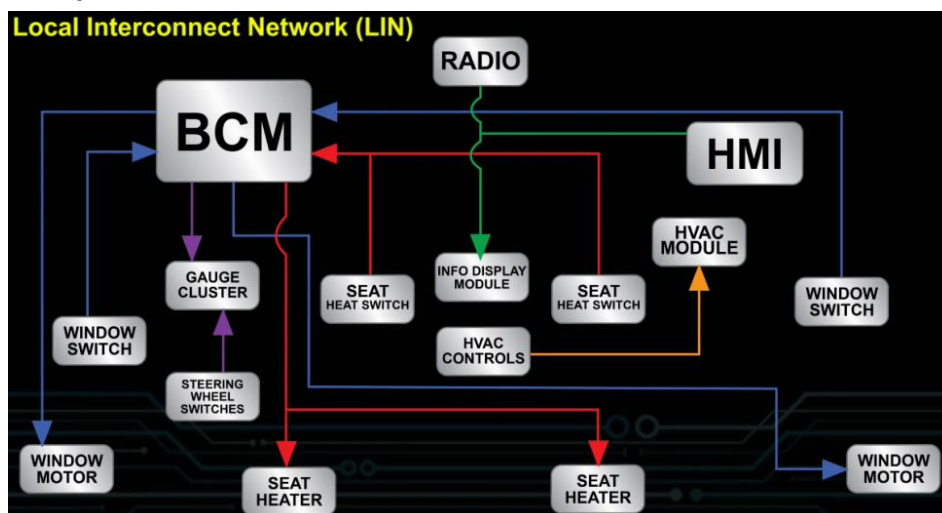 Local Interconnect Network (LIN)
RADIO
BCM
HMI
HVAC
MODULE
GAUGE
CLUSTER
INFO DISPLAY
MODULE
SEAT
HEAT SWITCH
SEAT
HEAT SWITCH
WINDOW
SWITCH
WINDOW
SWITCH
HVAC
CONTROLS
STEERING
WHEEL
SWITCHES
WINDOW
MOTOR
SEAT
HEATER
SEAT
HEATER
WINDOW
MOTOR